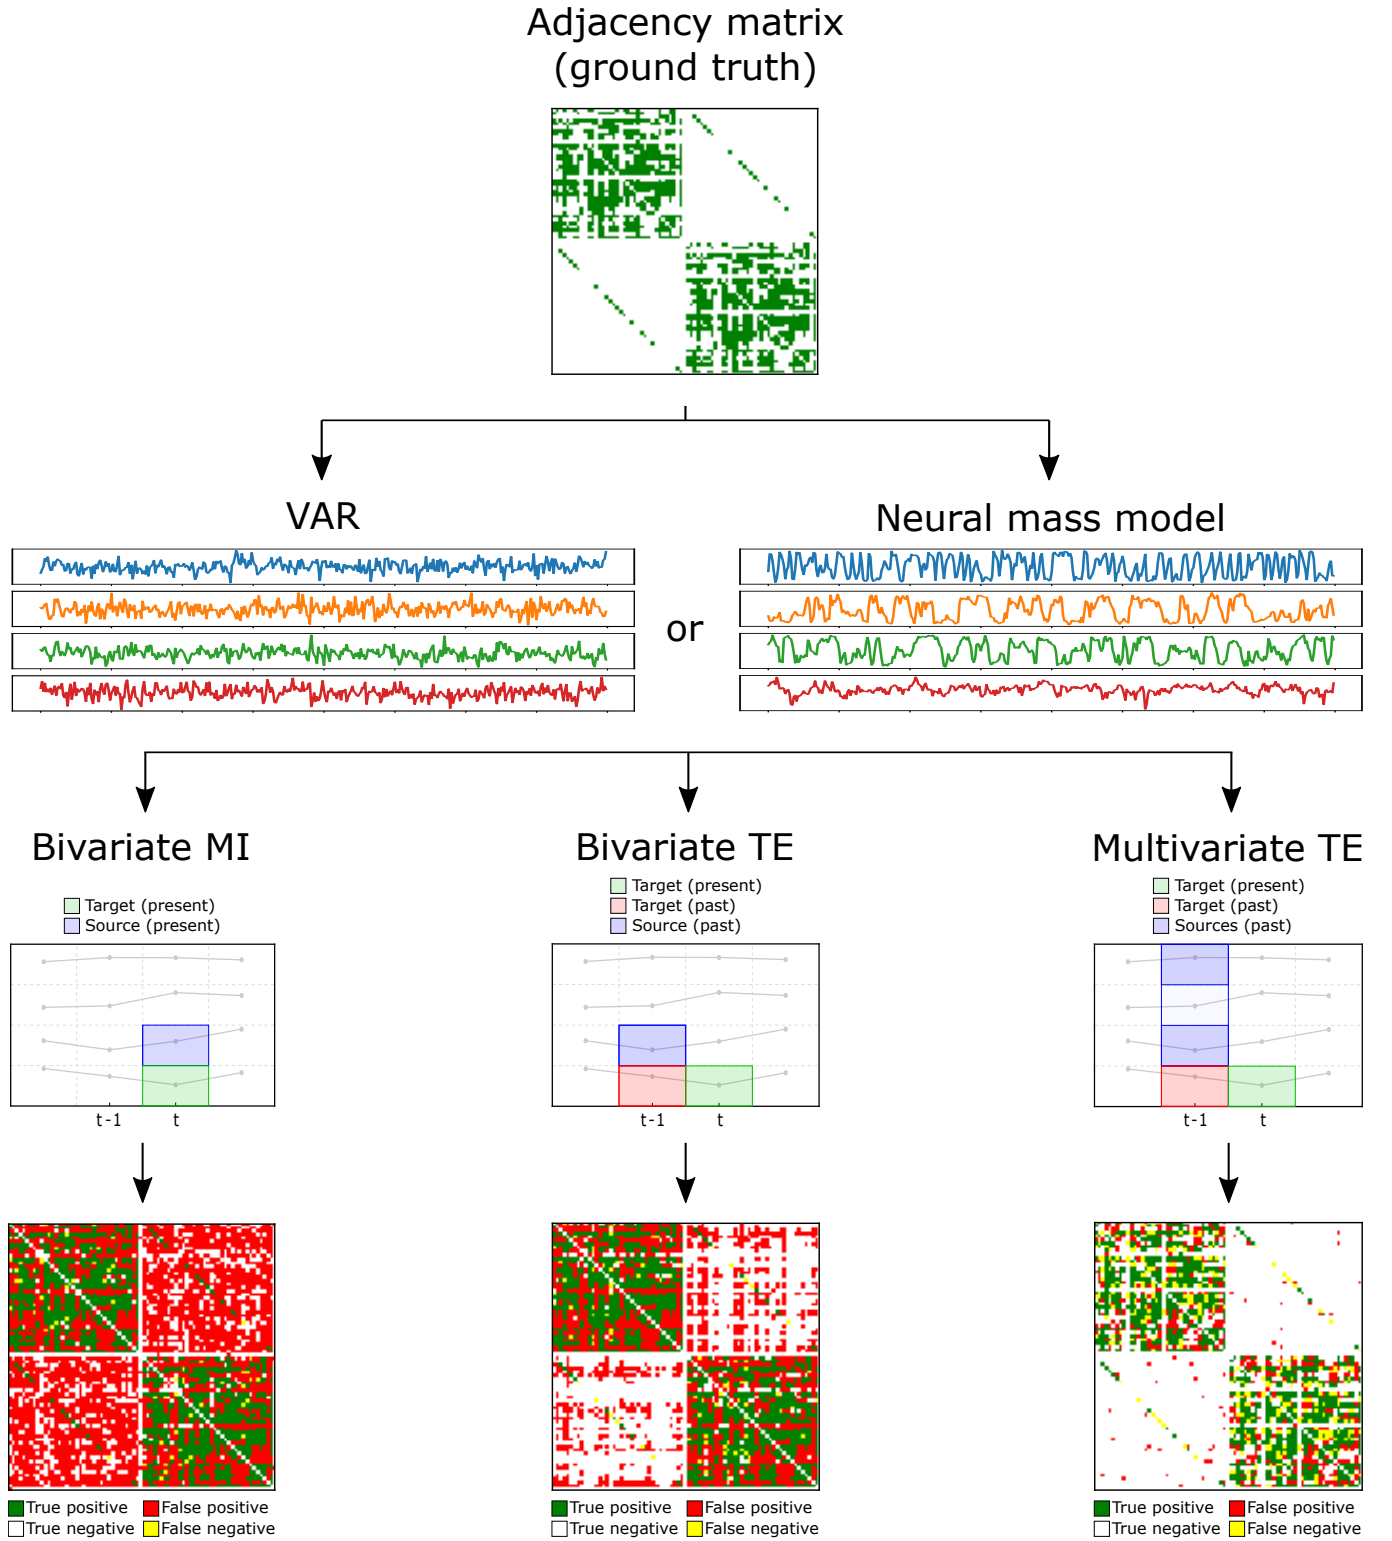 Adjacency matrix
(ground truth)
VAR
Neural mass model
or
Bivariate MI
Bivariate TE
Multivariate TE
Target (present)
Source (present)
Target (present)
Target (past)
Source (past)
Target (present)
Target (past)
Sources (past)
t-1 t
t-1 t
t-1 t
True positive False positive
True negative False negative
True positive False positive
True negative False negative
True positive False positive
True negative False negative